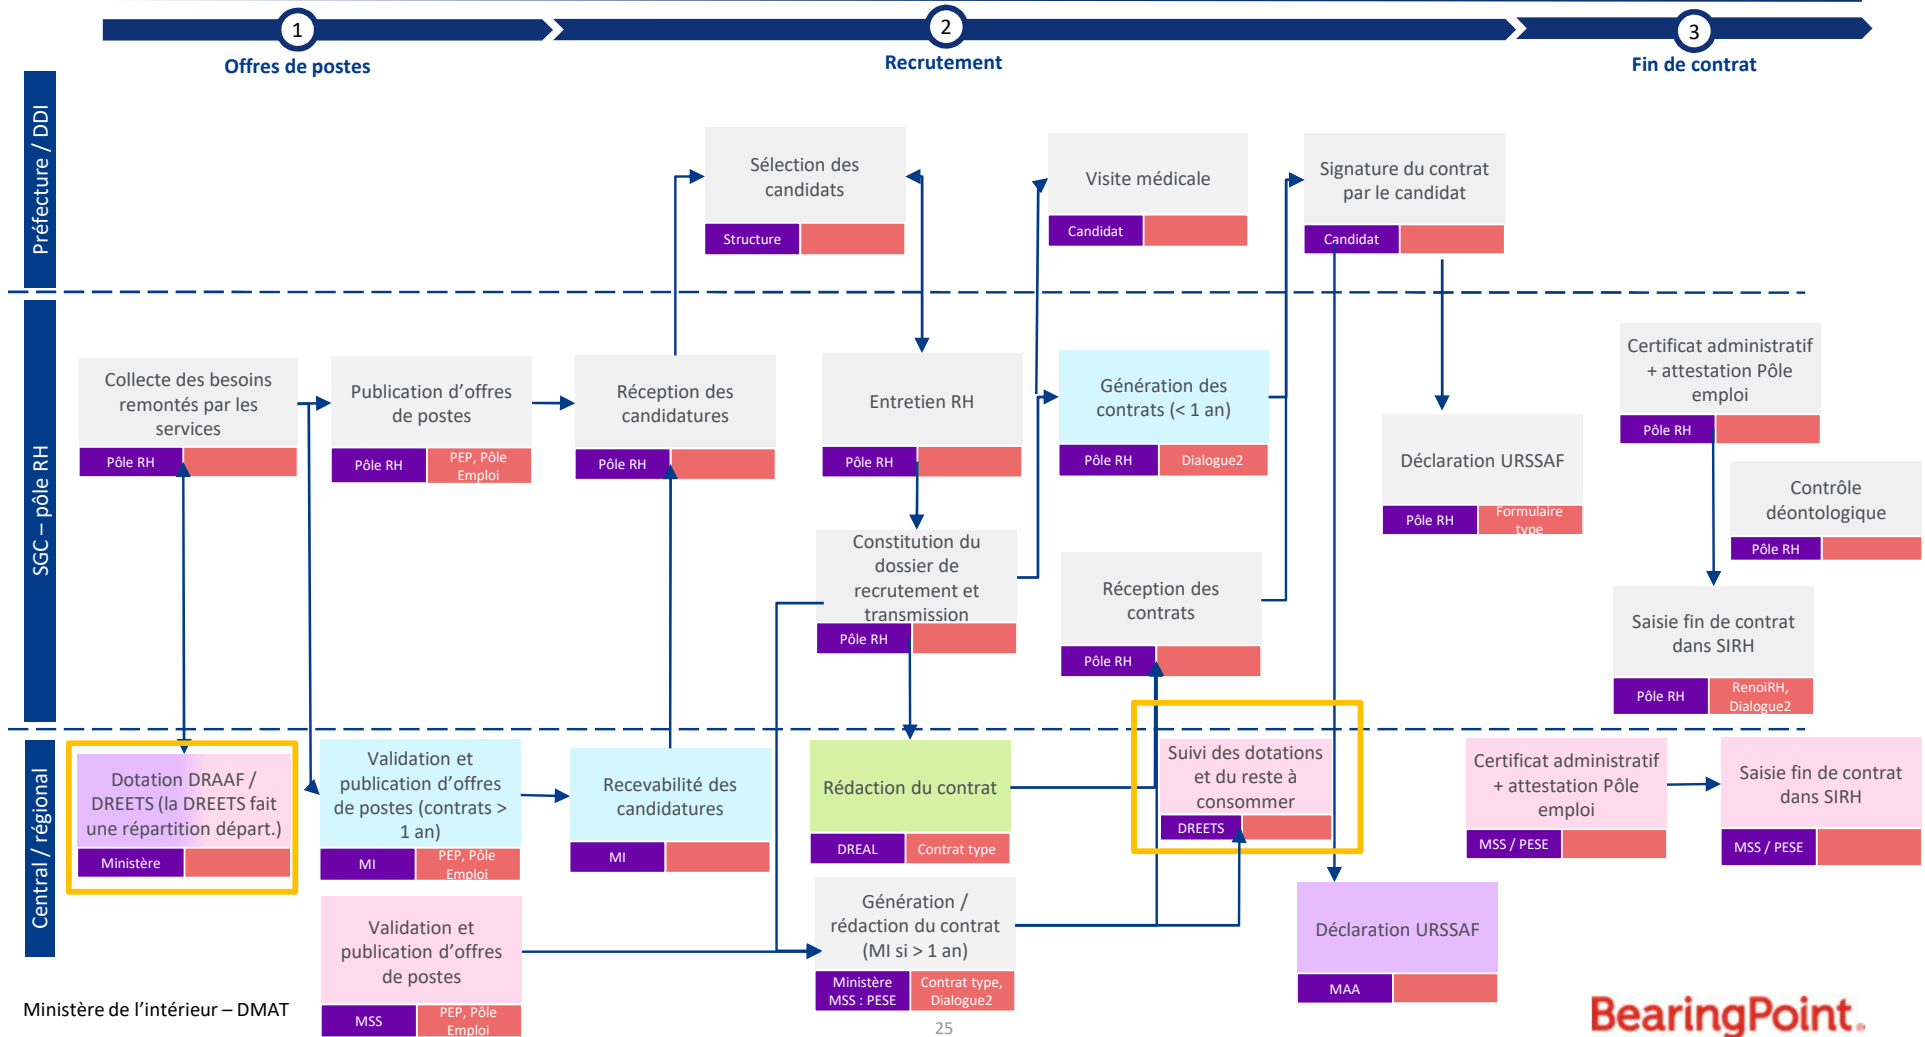 1
2
3
Offres de postes
Recrutement
Fin de contrat
Préfecture / DDI
Sélection des
candidats
Structure
Visite médicale
Candidat
Signature du contrat
par le candidat
Candidat
SGC – pôle RH
Collecte des besoins
remontés par les
services
Pôle RH
Publication d'offres
de postes
Pôle RH
PEP, Pôle
Emploi
Réception des
candidatures
Pôle RH
Entretien RH
Pôle RH
Génération des
contrats (< 1 an)
Pôle RH
Dialogue2
Déclaration URSSAF
Pôle RH
Formulaire
type
Certificat administratif
+ attestation Pôle
emploi
Pôle RH
Contrôle
déontologique
Pôle RH
Constitution du
dossier de
recrutement et
transmission
Pôle RH
Réception des
contrats
Pôle RH
Saisie fin de contrat
dans SIRH
Pôle RH
RenoiRH,
Dialogue2
Central / régional
Dotation DRAAF /
DREETS (la DREETS fait
une répartition départ.)
Ministère
Validation et
publication d'offres
de postes (contrats >
1 an)
MI
PEP, Pôle
Emploi
Recevabilité des
candidatures
MI
Rédaction du contrat
DREAL
Contrat type
Suivi des dotations
et du reste à
consommer
DREETS
Certificat administratif
+ attestation Pôle
emploi
MSS / PESE
Saisie fin de contrat
dans SIRH
MSS / PESE
Validation et
publication d'offres
de postes
MSS
PEP, Pôle
Emploi
Génération /
rédaction du contrat
(MI si > 1 an)
Ministère
MSS : PESE
Contrat type,
Dialogue2
Déclaration URSSAF
MAA
Ministère de l'intérieur – DMAT
25
BearingPoint.